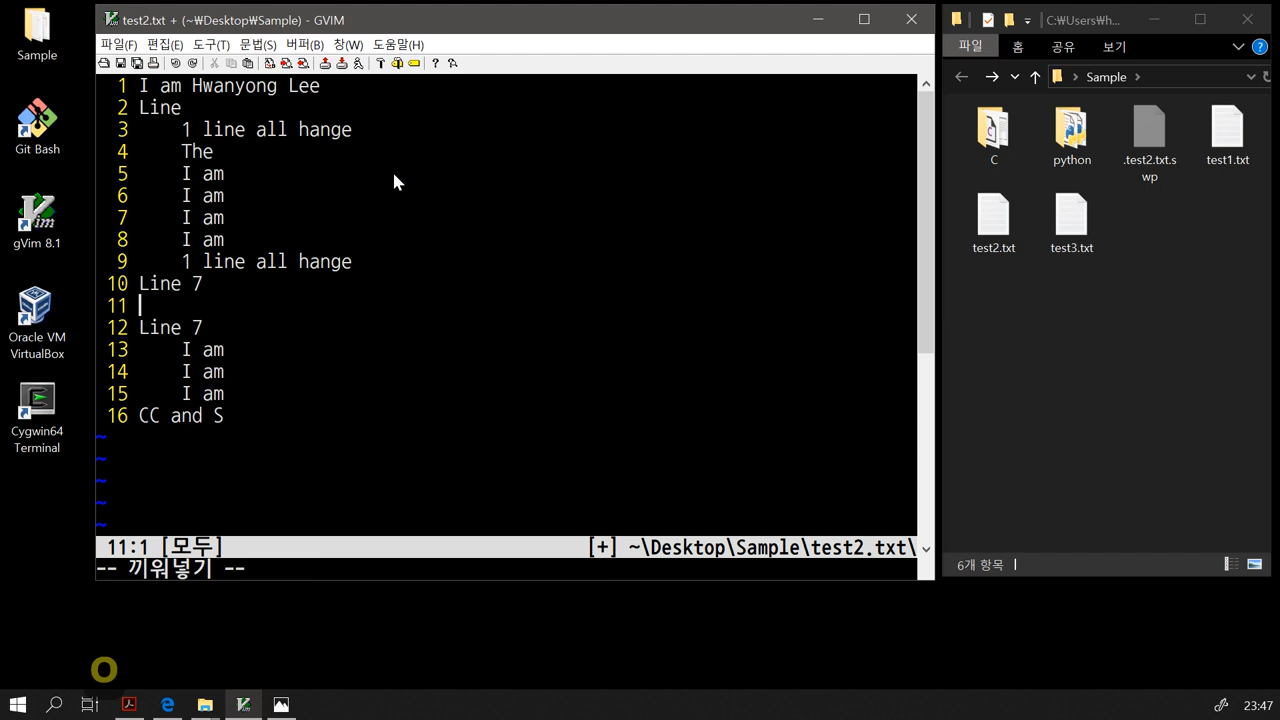 Sample
Git Bash
gVim 8.1
Oracle VM
VirtualBox
Cygwin64
Terminal
test2.txt + (~₩Desktop₩Sample) - GVIM
파일(F) 편집(E) 도구(T) 문법(S) 버퍼(B) 창(W) 도움말(H)
1 I am Hwanyong Lee
2 Line
3 1 line all hange
4 The
5 I am
6 I am
7 I am
8 I am
9 1 line all hange
10 Line 7
11
12 Line 7
13 I am
14 I am
15 I am
16 CC and S
~
~
~
~
~
11:1 [모두] [+] ~\Desktop\Sample\test2.txt\
-- 끼워넣기 --
C:₩Users₩h...
파일 홈 공유 보기
Sample
C
python
.test2.txt.s
wp
test1.txt
test2.txt
test3.txt
6개 항목
o
23:47